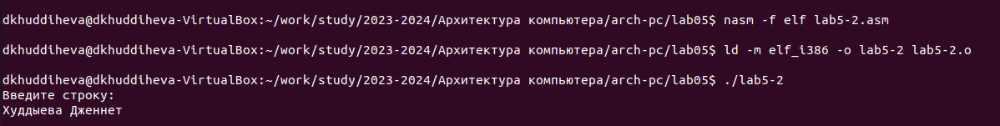 dkhuddiheva@dkhuddiheva-VirtualBox:~/work/study/2023-2024/Архитектура компьютера/arch-pc/lab05$ nasm -f elf lab5-2.asm
dkhuddiheva@dkhuddiheva-VirtualBox:~/work/study/2023-2024/Архитектура компьютера/arch-pc/lab05$ ld -m elf_i386 -o lab5-2 lab5-2.o
dkhuddiheva@dkhuddiheva-VirtualBox:~/work/study/2023-2024/Архитектура компьютера/arch-pc/lab05$ ./lab5-2
Введите строку:
Худдыева Дженнет